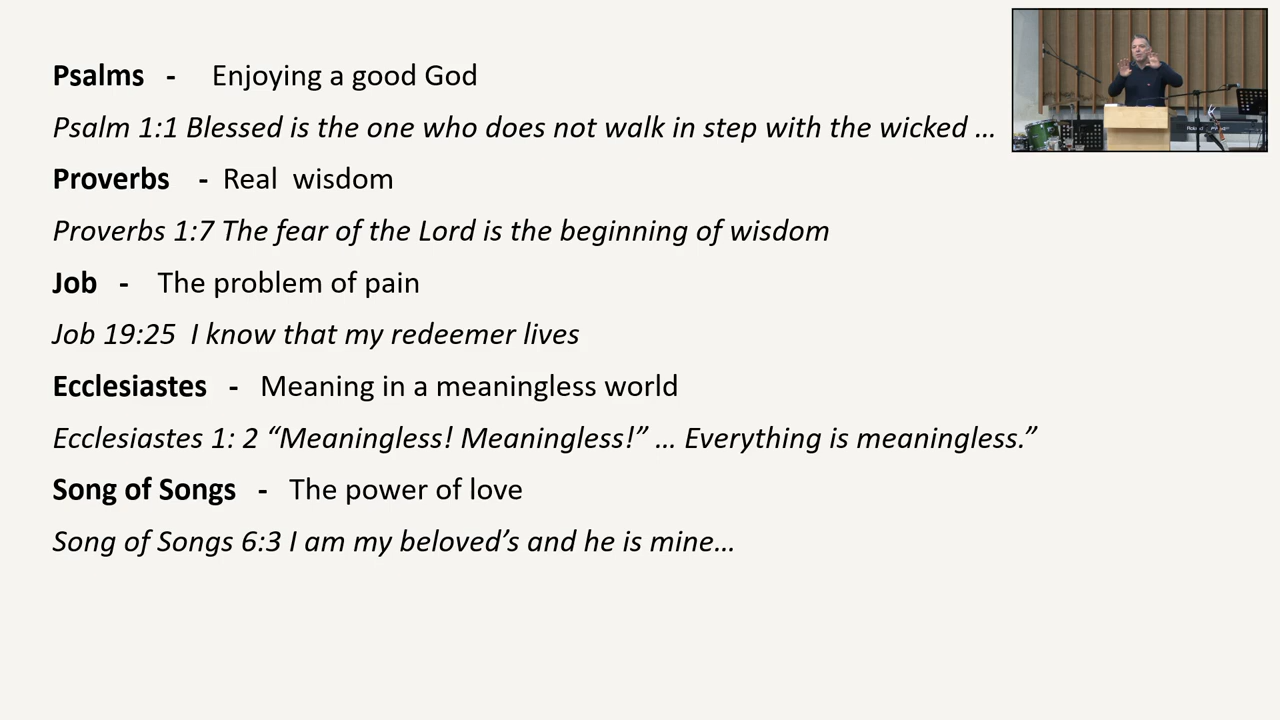 Psalms - Enjoying a good God
Psalm 1:1 Blessed is the one who does not walk in step with the wicked …
Proverbs - Real wisdom
Proverbs 1:7 The fear of the Lord is the beginning of wisdom
Job - The problem of pain
Job 19:25 I know that my redeemer lives
Ecclesiastes - Meaning in a meaningless world
Ecclesiastes 1: 2 “Meaningless! Meaningless!” … Everything is meaningless.”
Song of Songs - The power of love
Song of Songs 6:3 I am my beloved’s and he is mine…
Roland